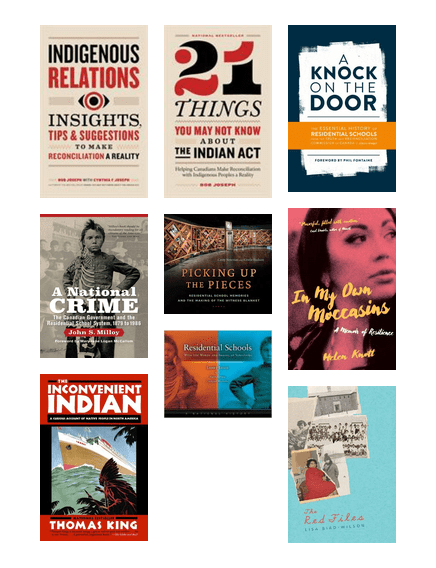 INDIGENOUS
RELATIONS
INSIGHTS,
TIPS & SUGGESTIONS
TO MAKE
RECONCILIATION A REALITY
BOB JOSEPH WITH CYNTHIA F. JOSEPH
NATIONAL BESTSELLER
21
THINGS
YOU MAY NOT KNOW
ABOUT
THE INDIAN ACT
Helping Canadians Make Reconciliation
with Indigenous Peoples a Reality
BOB JOSEPH
A
KNOCK
ON THE
DOOR
THE ESSENTIAL HISTORY OF
RESIDENTIAL SCHOOLS
FOREWORD BY PHIL FONTAINE
A National
CRIME
The Canadian Government and the
Residential School System, 1879 to 1986
John S. Milloy
PICKING UP
THE PIECES
RESIDENTIAL SCHOOL MEMORIES
AND THE MAKING OF THE WITNESS BLANKET
In My Own
Moccasins
A Memoir of Resilience
Helen Knott
Residential Schools
THE
INCONVENIENT
INDIAN
A CURIOUS ACCOUNT OF NATIVE PEOPLE IN NORTH AMERICA
THOMAS KING
The
Red Files
LISA BIRD-WILSON